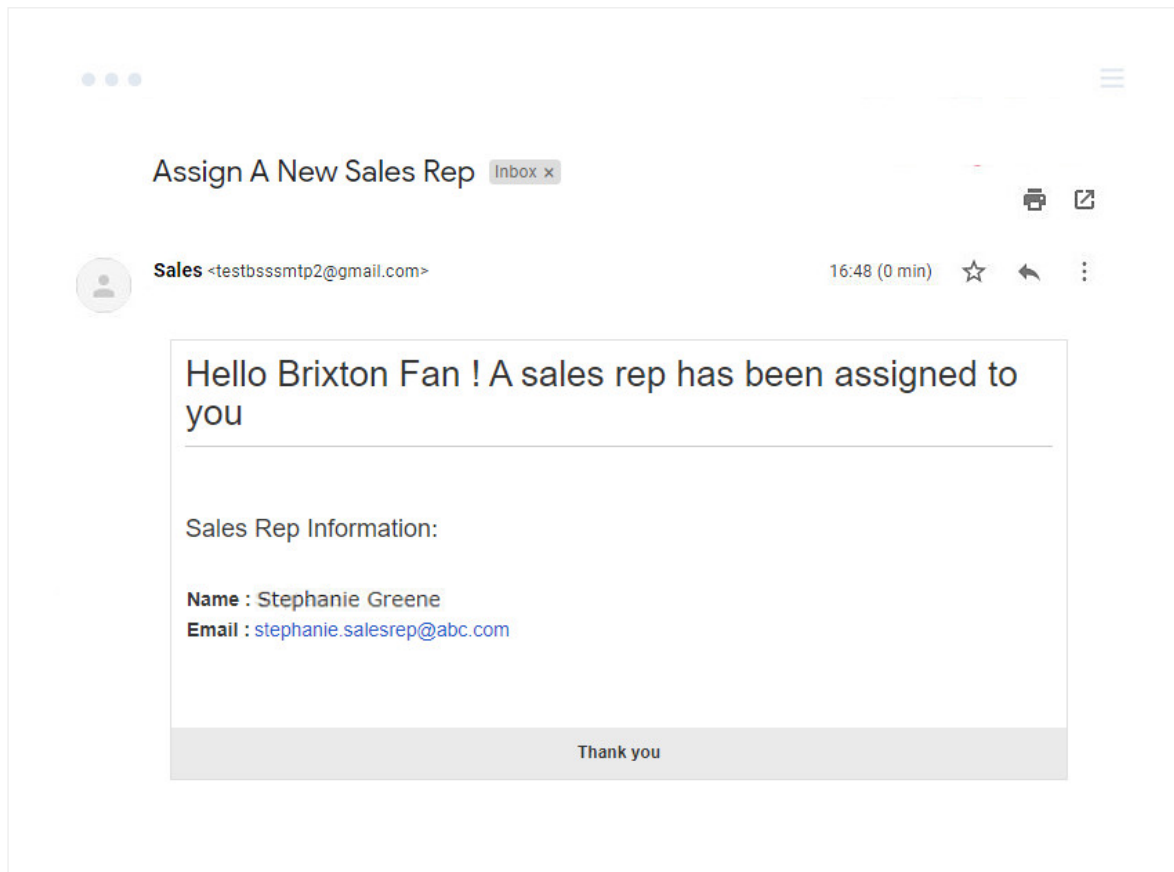 Assign A New Sales Rep Inbox x
Sales <testbsssmtp2@gmail.com> 16:48 (0 min)
Hello Brixton Fan ! A sales rep has been assigned to
you
Sales Rep Information:
Name : Stephanie Greene
Email : stephanie.salesrep@abc.com
Thank you